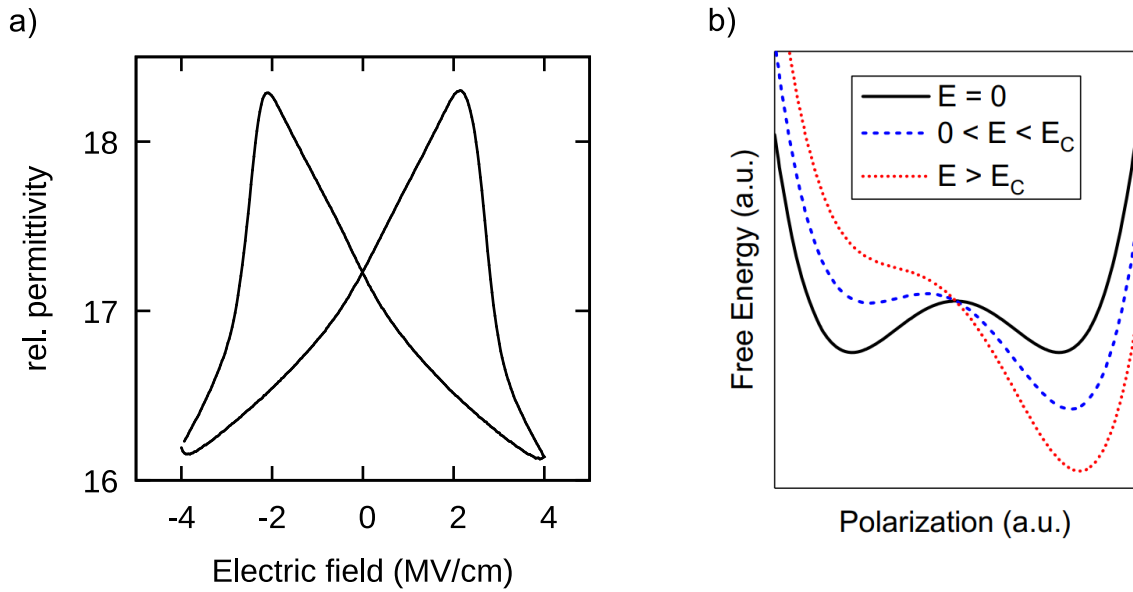 a)
18
17
16
rel. permittivity
-4 -2 0 2 4
Electric field (MV/cm)
b)
E = 0
0 < E < E_C
E > E_C
Free Energy (a.u.)
Polarization (a.u.)